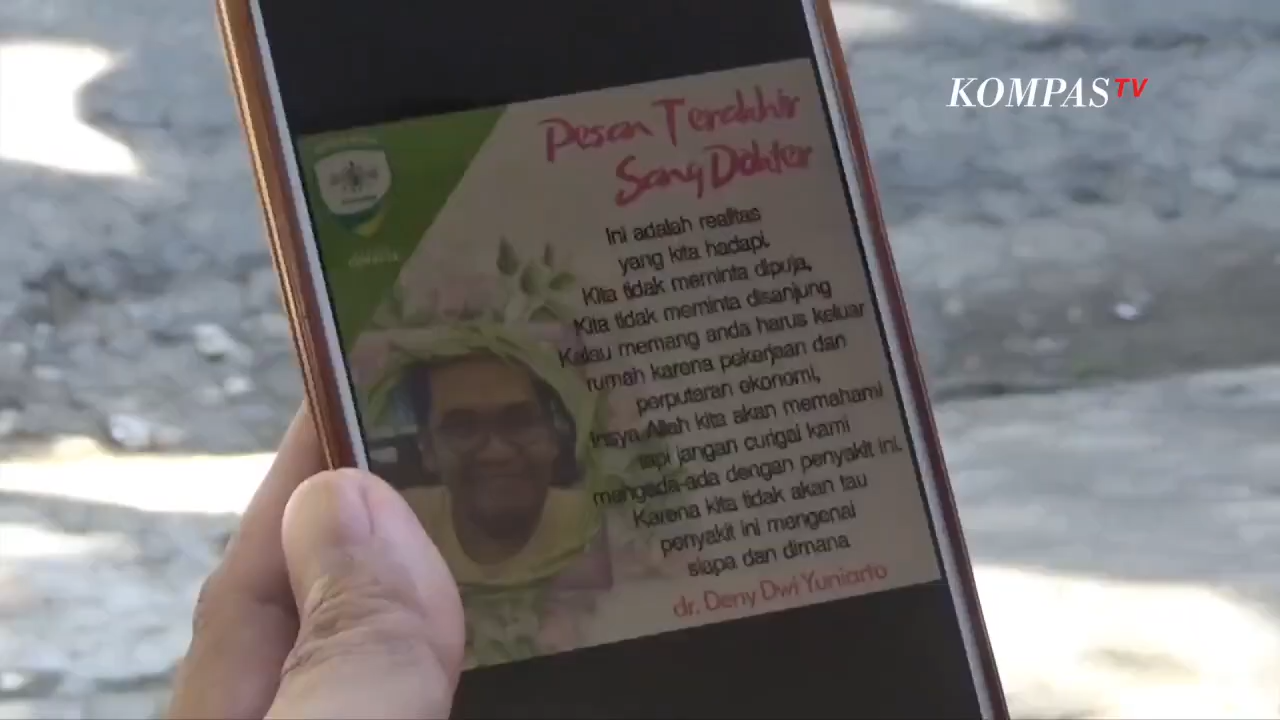 KOMPAS TV
Pesan Terakhir
Sang Dokter
Ini adalah realitas
yang kita hadapi.
Kita tidak meminta dipuja,
Kita tidak meminta disanjung
Kalau memang anda harus keluar
rumah karena pekerjaan dan
perputaran ekonomi,
Insya Allah kita akan memahami
tapi jangan curigai kami
mengada-ada dengan penyakit ini.
Karena kita tidak akan tau
penyakit ini mengenai
siapa dan dimana
dr. Deny Dwi Yuniarto